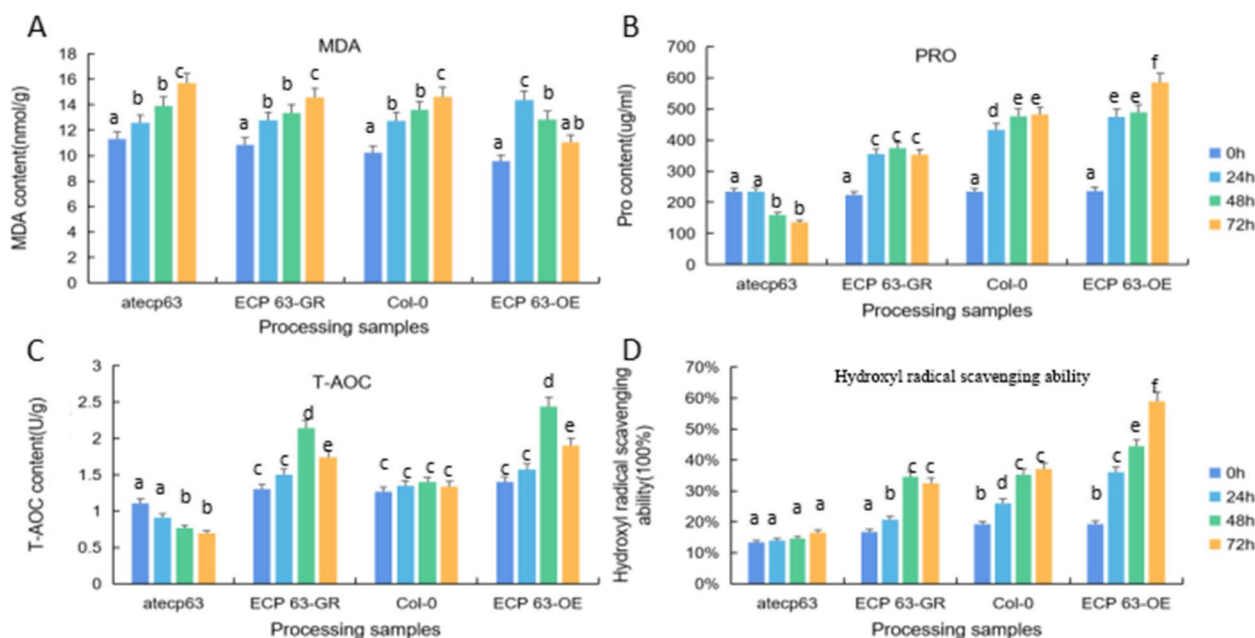 A
MDA
MDA content(nmol/g)
18
16
14
12
10
8
6
4
2
0
a b b c
a b b c
a b b c
a c b ab
atecp63 ECP 63-GR Col-0 ECP 63-OE
Processing samples
B
PRO
Pro content(ug/ml)
700
600
500
400
300
200
100
0
a a b b
a c c c
a d e e
a e e f
atecp63 ECP 63-GR Col-0 ECP 63-OE
Processing samples
0h
24h
48h
72h
C
T-AOC
T-AOC content(U/g)
3
2.5
2
1.5
1
0.5
0
a a b b
c c d e
c c c c
c c d e
atecp63 ECP 63-GR Col-0 ECP 63-OE
Processing samples
D
Hydroxyl radical scavenging ability
Hydroxyl radical scavenging
ability(100%)
70%
60%
50%
40%
30%
20%
10%
0%
a a a a
a b c c
b d c c
b c e f
atecp63 ECP 63-GR Col-0 ECP 63-OE
Processing samples
0h
24h
48h
72h